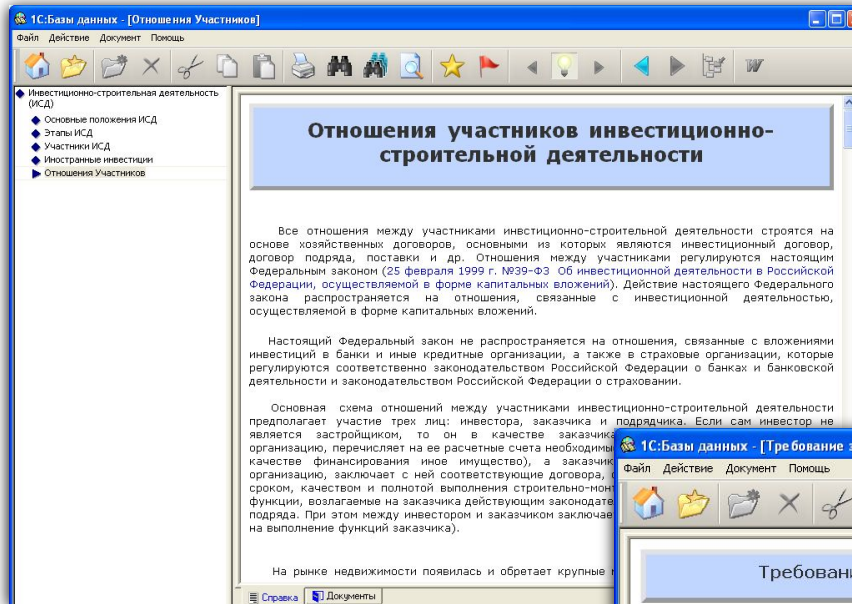 1С:Базы данных - [Отношения Участников]
Файл Действие Документ Помощь
Инвестиционно-строительная деятельность
(ИСД)
Основные положения ИСД
Этапы ИСД
Участники ИСД
Иностранные инвестиции
Отношения Участников
Отношения участников инвестиционно-
строительной деятельности
Все отношения между участниками инвстиционно-строительной деятельности строятся на
основе хозяйственных договоров, основными из которых являются инвестиционный договор,
договор подряда, поставки и др. Отношения между участниками регулируются настоящим
Федеральным законом (25 февраля 1999 г. №39-ФЗ Об инвестиционной деятельности в Российской
Федерации, осуществляемой в форме капитальных вложений). Действие настоящего Федерального
закона распространяется на отношения, связанные с инвестиционной деятельностью,
осуществляемой в форме капитальных вложений.
Настоящий Федеральный закон не распространяется на отношения, связанные с вложениями
инвестиций в банки и иные кредитные организации, а также в страховые организации, которые
регулируются соответственно законодательством Российской Федерации о банках и банковской
деятельности и законодательством Российской Федерации о страховании.
Основная схема отношений между участниками инвестиционно-строительной деятельности
предполагает участие трех лиц: инвестора, заказчика и подрядчика. Если сам инвестор не
является застройщиком, то он в качестве заказчика
организацию, перечисляет на ее расчетные счета необходимы
качестве финансирования иное имущество), а заказчик
организацию, заключает с ней соответствующие договора,
сроком, качеством и полнотой выполнения строительно-монт
функции, возлагаемые на заказчика действующим законодате
подряда. При этом между инвестором и заказчиком заключае
на выполнение функций заказчика).
На рынке недвижимости появилась и обретает крупные
Справка Документы
1С:Базы данных - [Требование
Файл Действие Документ Помощь
Требовани